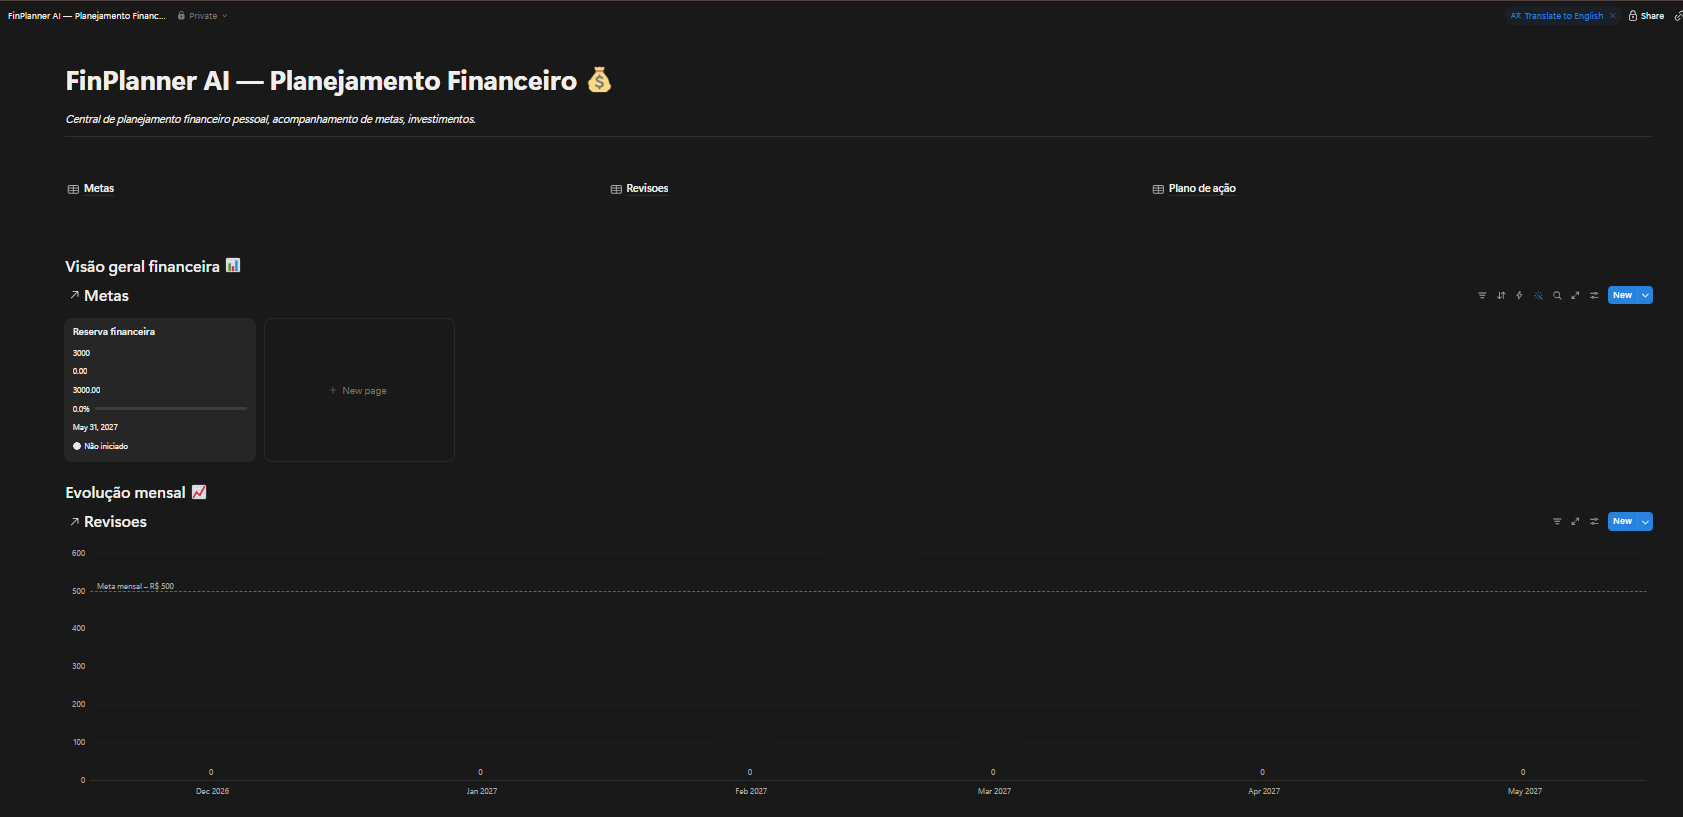 FinPlanner AI — Planejamento Financ... Private
Translate to English Share
FinPlanner AI — Planejamento Financeiro
Central de planejamento financeiro pessoal, acompanhamento de metas, investimentos.
Metas
Revisoes
Plano de ação
Visão geral financeira
Metas
New
Reserva financeira
3000
0.00
3000.00
0.0%
May 31, 2027
Não iniciado
+ New page
Evolução mensal
Revisoes
New
600
Meta mensal – R$ 500
500
400
300
200
100
0
0 0 0 0 0 0
Dec 2026 Jan 2027 Feb 2027 Mar 2027 Apr 2027 May 2027